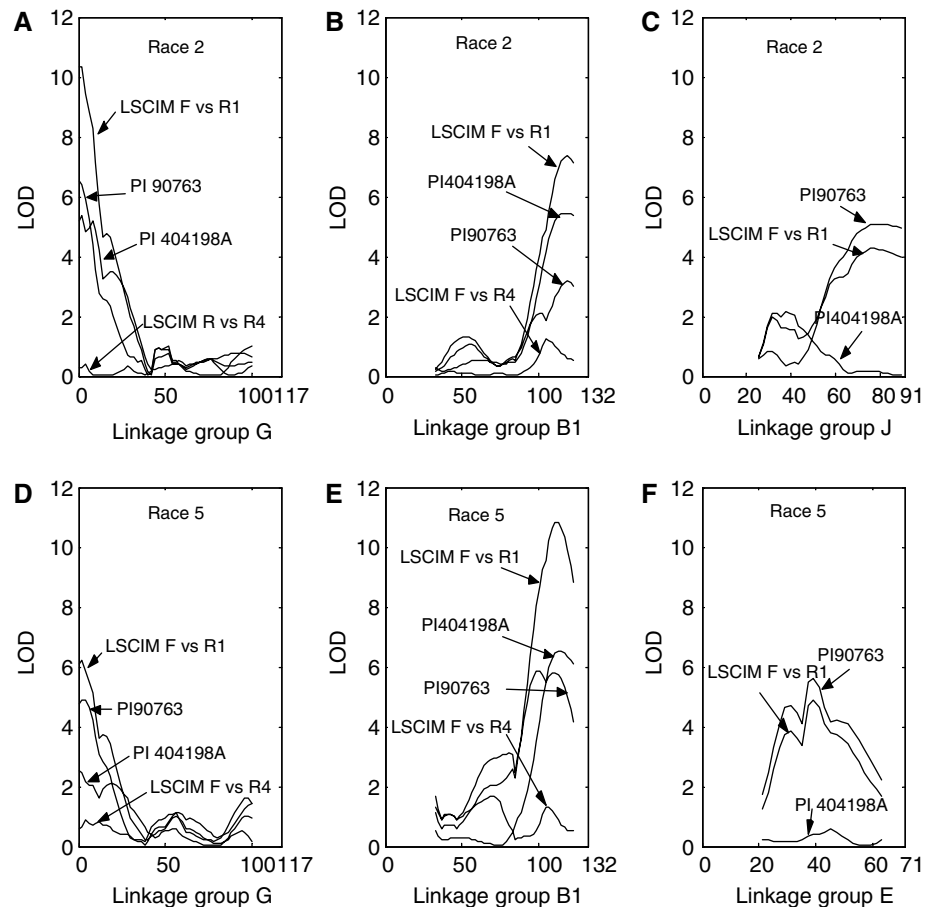 A
Race 2
LOD
12
10
8
6
4
2
0
LSCIM F vs R1
PI 90763
PI 404198A
LSCIM R vs R4
0
50
100117
Linkage group G
B
Race 2
LOD
12
10
8
6
4
2
0
LSCIM F vs R1
PI404198A
PI90763
LSCIM F vs R4
0
50
100
132
Linkage group B1
C
Race 2
LOD
12
10
8
6
4
2
0
PI90763
LSCIM F vs R1
PI404198A
0
20
40
60
80 91
Linkage group J
D
Race 5
LOD
12
10
8
6
4
2
0
LSCIM F vs R1
PI90763
PI 404198A
LSCIM F vs R4
0
50
100117
Linkage group G
E
Race 5
LOD
12
10
8
6
4
2
0
LSCIM F vs R1
PI404198A
PI90763
LSCIM F vs R4
0
50
100
132
Linkage group B1
F
Race 5
LOD
12
10
8
6
4
2
0
PI90763
LSCIM F vs R1
PI 404198A
0
20
40
60
71
Linkage group E